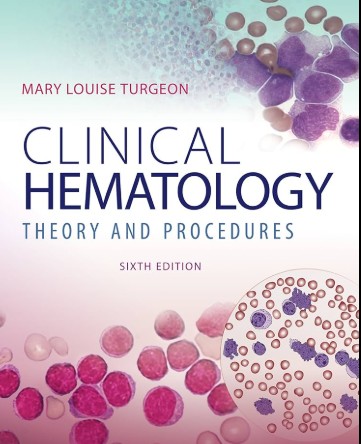 MARY LOUISE TURGEON
CLINICAL
HEMATOLOGY
THEORY AND PROCEDURES
SIXTH EDITION